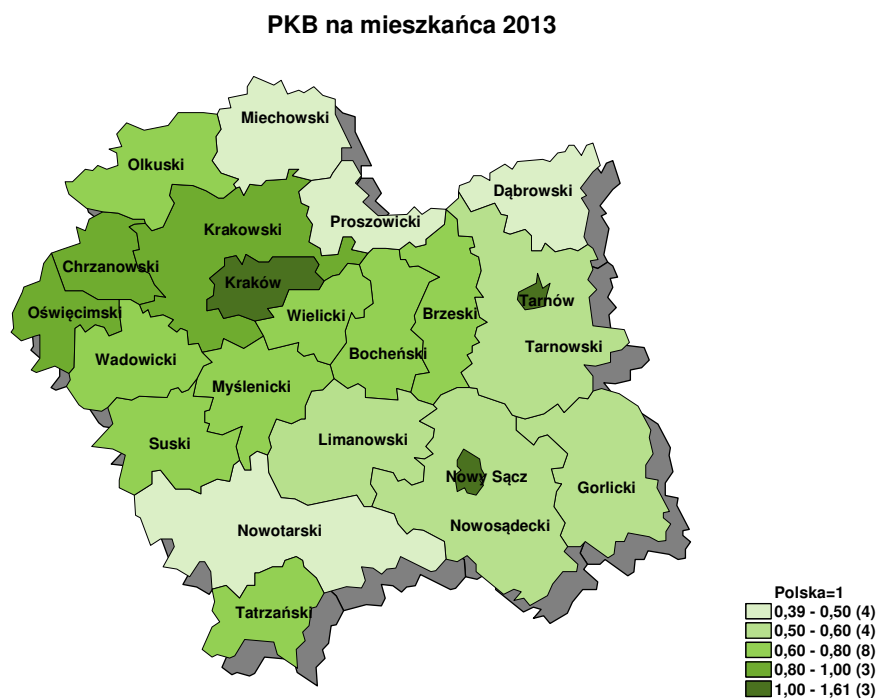 PKB na mieszkańca 2013
Miechowski
Olkuski
Dąbrowski
Proszowicki
Krakowski
Chrzanowski
Kraków
Tarnów
Oświęcimski
Wielicki
Brzeski
Tarnowski
Bocheński
Wadowicki
Myślenicki
Suski
Limanowski
Nowy Sącz
Gorlicki
Nowosądecki
Nowotarski
Tatrzański
Polska=1
0,39 - 0,50 (4)
0,50 - 0,60 (4)
0,60 - 0,80 (8)
0,80 - 1,00 (3)
1,00 - 1,61 (3)